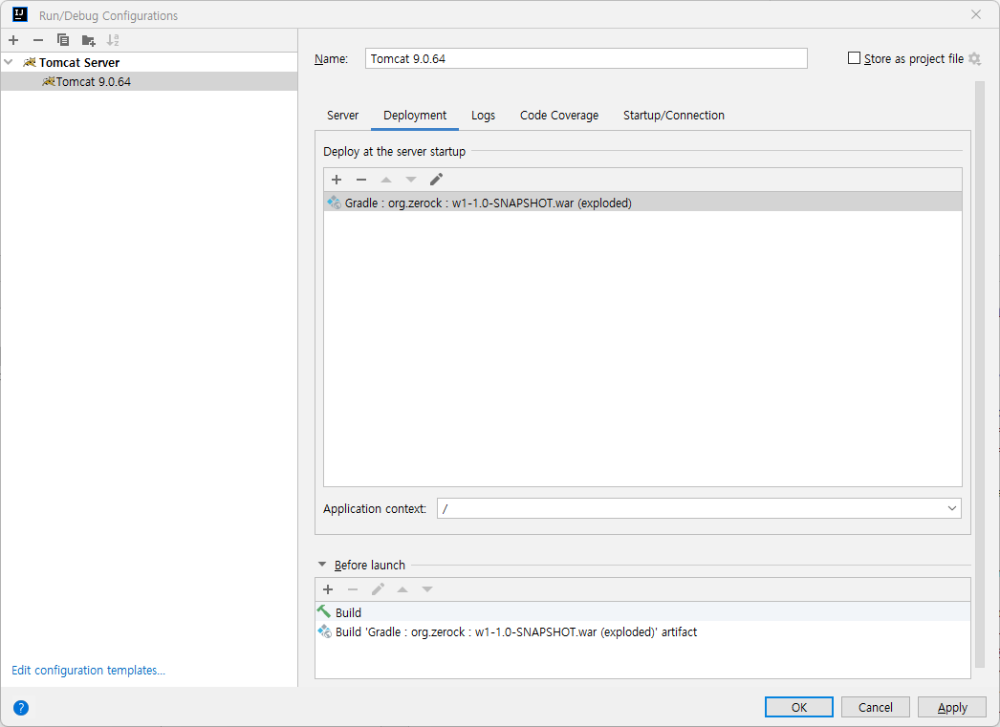 Run/Debug Configurations
Tomcat Server
Tomcat 9.0.64
Name: Tomcat 9.0.64 Store as project file
Server Deployment Logs Code Coverage Startup/Connection
Deploy at the server startup
Gradle : org.zerock : w1-1.0-SNAPSHOT.war (exploded)
Application context: /
Before launch
Build
Build 'Gradle : org.zerock : w1-1.0-SNAPSHOT.war (exploded)' artifact
Edit configuration templates...
? OK Cancel Apply